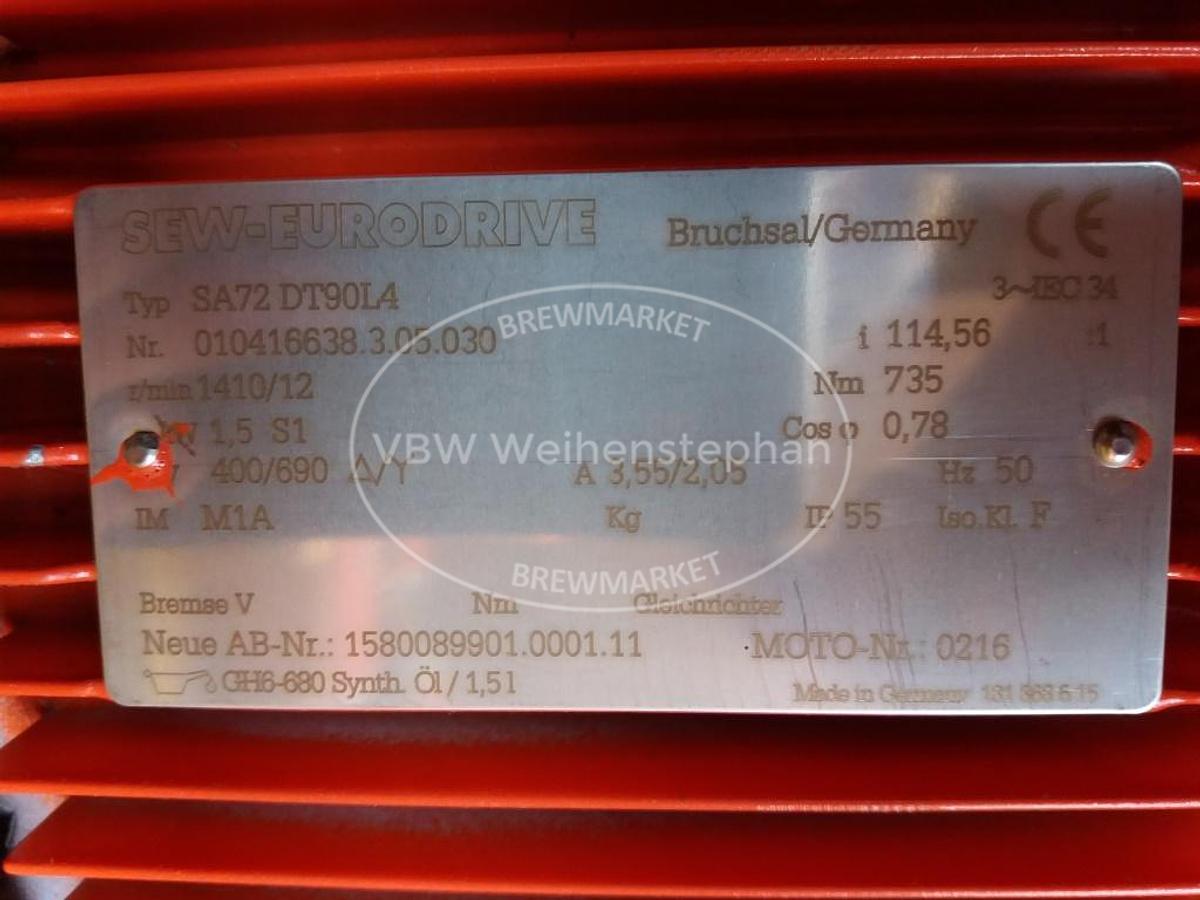 SEW-EURODRIVE Bruchsal/Germany CE
Typ SA72 DT90L4 3~IEC 34
Nr. 010416638.3.05.030 i 114,56 :1
r/min 1410/12 Nm 735
1,5 S1 Cos φ 0,78
400/690 Δ/Y A 3,55/2,05 Hz 50
IM M1A Kg IP 55 Iso.Kl. F
Bremse V Nm Gleichrichter
Neue AB-Nr.: 1580089901.0001.11 MOTO-Nr.: 0216
GH6-680 Synth. Öl / 1,5 l Made in Germany
BREWMARKET
VBW Weihenstephan
BREWMARKET